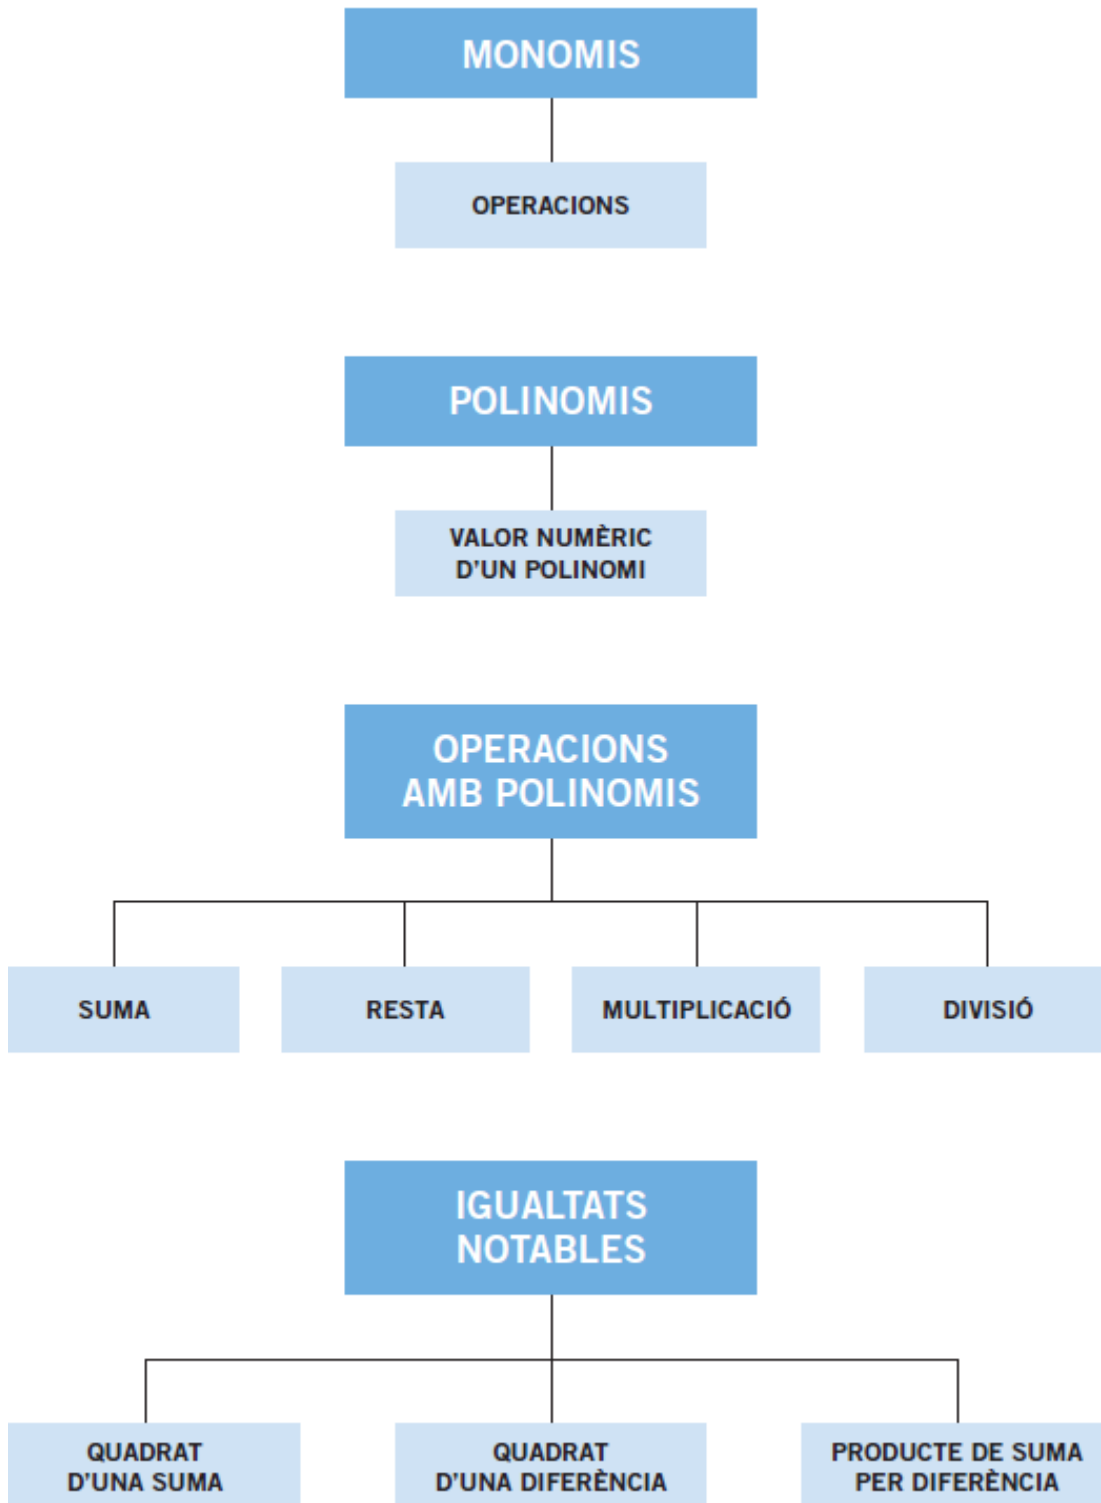 MONOMIS
OPERACIONS
POLINOMIS
VALOR NUMÈRIC
D'UN POLINOMI
OPERACIONS
AMB POLINOMIS
SUMA
RESTA
MULTIPLICACIÓ
DIVISIÓ
IGUALTATS
NOTABLES
QUADRAT
D'UNA SUMA
QUADRAT
D'UNA DIFERÈNCIA
PRODUCTE DE SUMA
PER DIFERÈNCIA